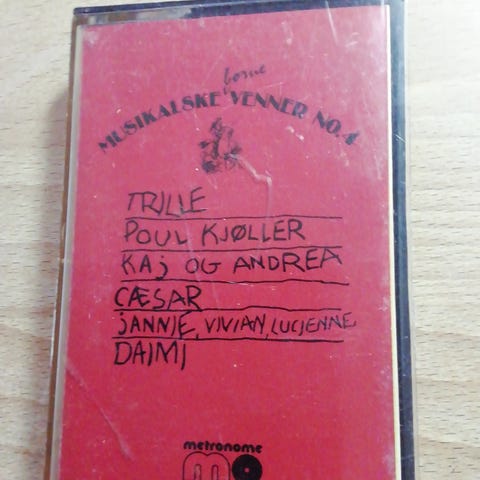 børne
MUSIKALSKE VENNER NO. 4
TRILLE
POUL KJØLLER
KAj OG ANDREA
CÆSAR
jANNIE, VIVIAN, LUCIENNE
DAIMI
metronome